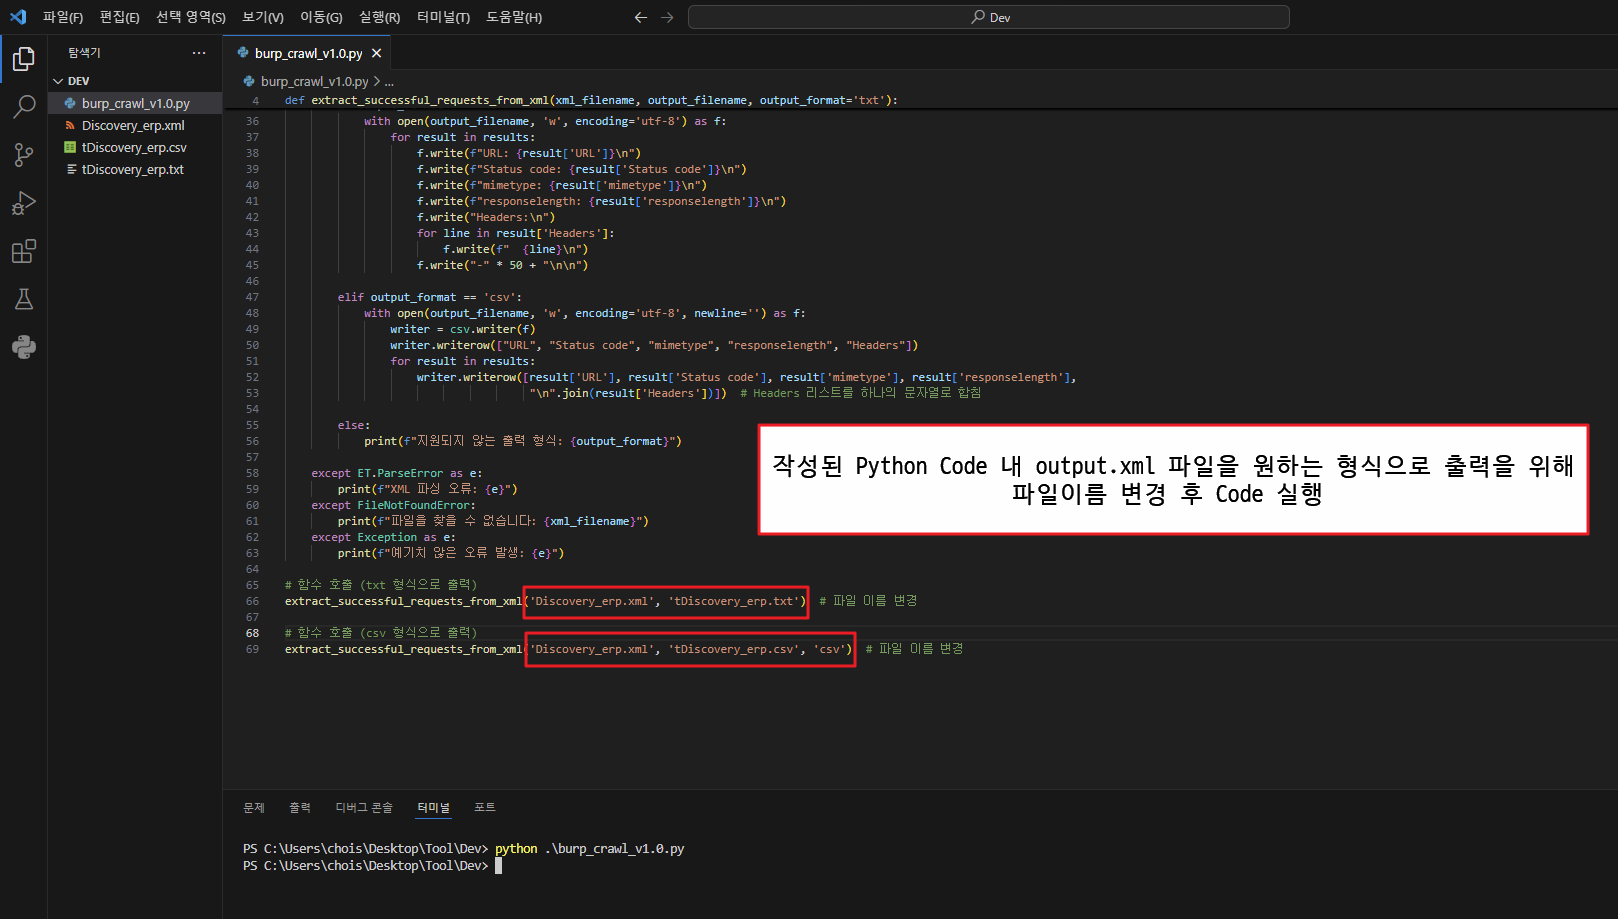 파일(F) 편집(E) 선택 영역(S) 보기(V) 이동(G) 실행(R) 터미널(T) 도움말(H)
Dev
탐색기
DEV
burp_crawl_v1.0.py
Discovery_erp.xml
tDiscovery_erp.csv
tDiscovery_erp.txt
burp_crawl_v1.0.py
burp_crawl_v1.0.py > ...
4 def extract_successful_requests_from_xml(xml_filename, output_filename, output_format='txt'):
36 with open(output_filename, 'w', encoding='utf-8') as f:
37 for result in results:
38 f.write(f"URL: {result['URL']}\n")
39 f.write(f"Status code: {result['Status code']}\n")
40 f.write(f"mimetype: {result['mimetype']}\n")
41 f.write(f"responselength: {result['responselength']}\n")
42 f.write("Headers:\n")
43 for line in result['Headers']:
44 f.write(f"  {line}\n")
45 f.write("-" * 50 + "\n\n")
46
47 elif output_format == 'csv':
48 with open(output_filename, 'w', encoding='utf-8', newline='') as f:
49 writer = csv.writer(f)
50 writer.writerow(["URL", "Status code", "mimetype", "responselength", "Headers"])
51 for result in results:
52 writer.writerow([result['URL'], result['Status code'], result['mimetype'], result['responselength'],
53 "\n".join(result['Headers'])])  # Headers 리스트를 하나의 문자열로 합침
54
55 else:
56 print(f"지원되지 않는 출력 형식: {output_format}")
57
58 except ET.ParseError as e:
59 print(f"XML 파싱 오류: {e}")
60 except FileNotFoundError:
61 print(f"파일을 찾을 수 없습니다: {xml_filename}")
62 except Exception as e:
63 print(f"예기치 않은 오류 발생: {e}")
64
65 # 함수 호출 (txt 형식으로 출력)
66 extract_successful_requests_from_xml('Discovery_erp.xml', 'tDiscovery_erp.txt')  # 파일 이름 변경
67
68 # 함수 호출 (csv 형식으로 출력)
69 extract_successful_requests_from_xml('Discovery_erp.xml', 'tDiscovery_erp.csv', 'csv')  # 파일 이름 변경
작성된 Python Code 내 output.xml 파일을 원하는 형식으로 출력을 위해
파일이름 변경 후 Code 실행
문제 출력 디버그 콘솔 터미널 포트
PS C:\Users\chois\Desktop\Tool\Dev> python .\burp_crawl_v1.0.py
PS C:\Users\chois\Desktop\Tool\Dev>